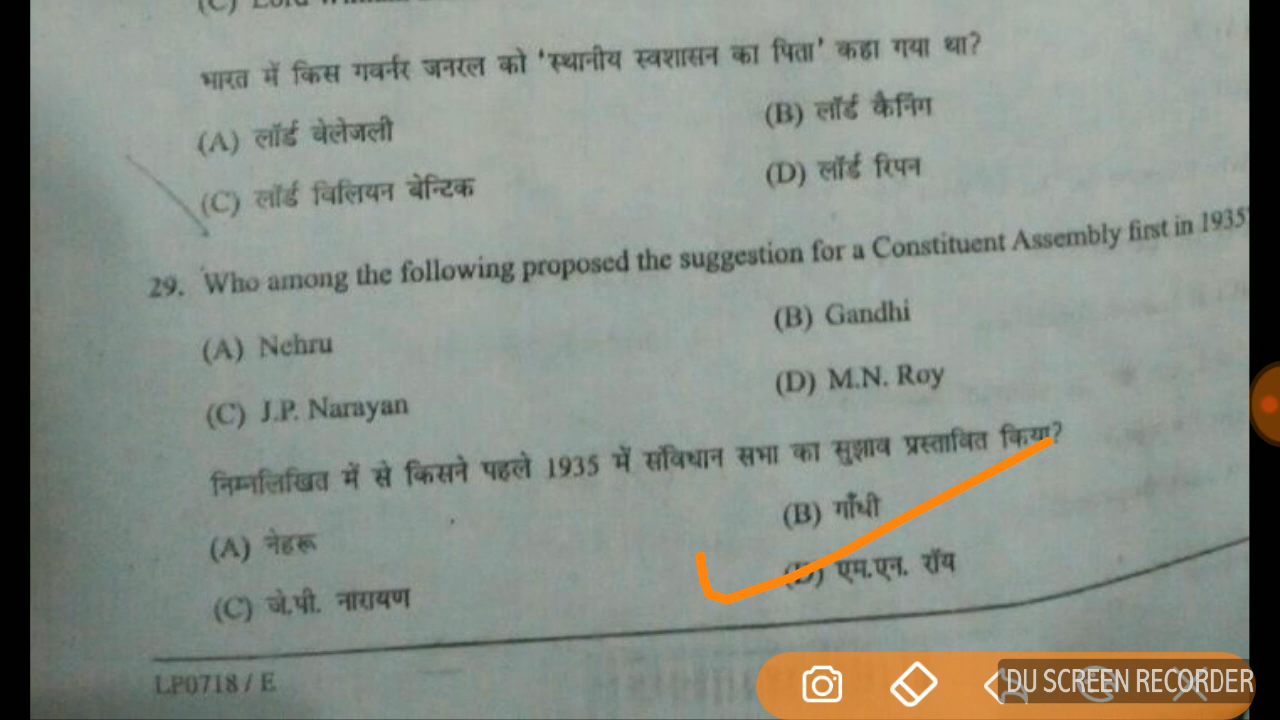 (C) Lord
भारत में किस गवर्नर जनरल को 'स्थानीय स्वशासन का पिता' कहा गया था?
(A) लॉर्ड वेलेजली (B) लॉर्ड कैनिंग
(C) लॉर्ड विलियन बेन्टिक (D) लॉर्ड रिपन
29. Who among the following proposed the suggestion for a Constituent Assembly first in 1935
(A) Nehru (B) Gandhi
(C) J.P. Narayan (D) M.N. Roy
निम्नलिखित में से किसने पहले 1935 में संविधान सभा का सुझाव प्रस्तावित किया?
(A) नेहरू (B) गाँधी
(C) जे.पी. नारायण (D) एम.एन. रॉय
LP0718 / E
DU SCREEN RECORDER